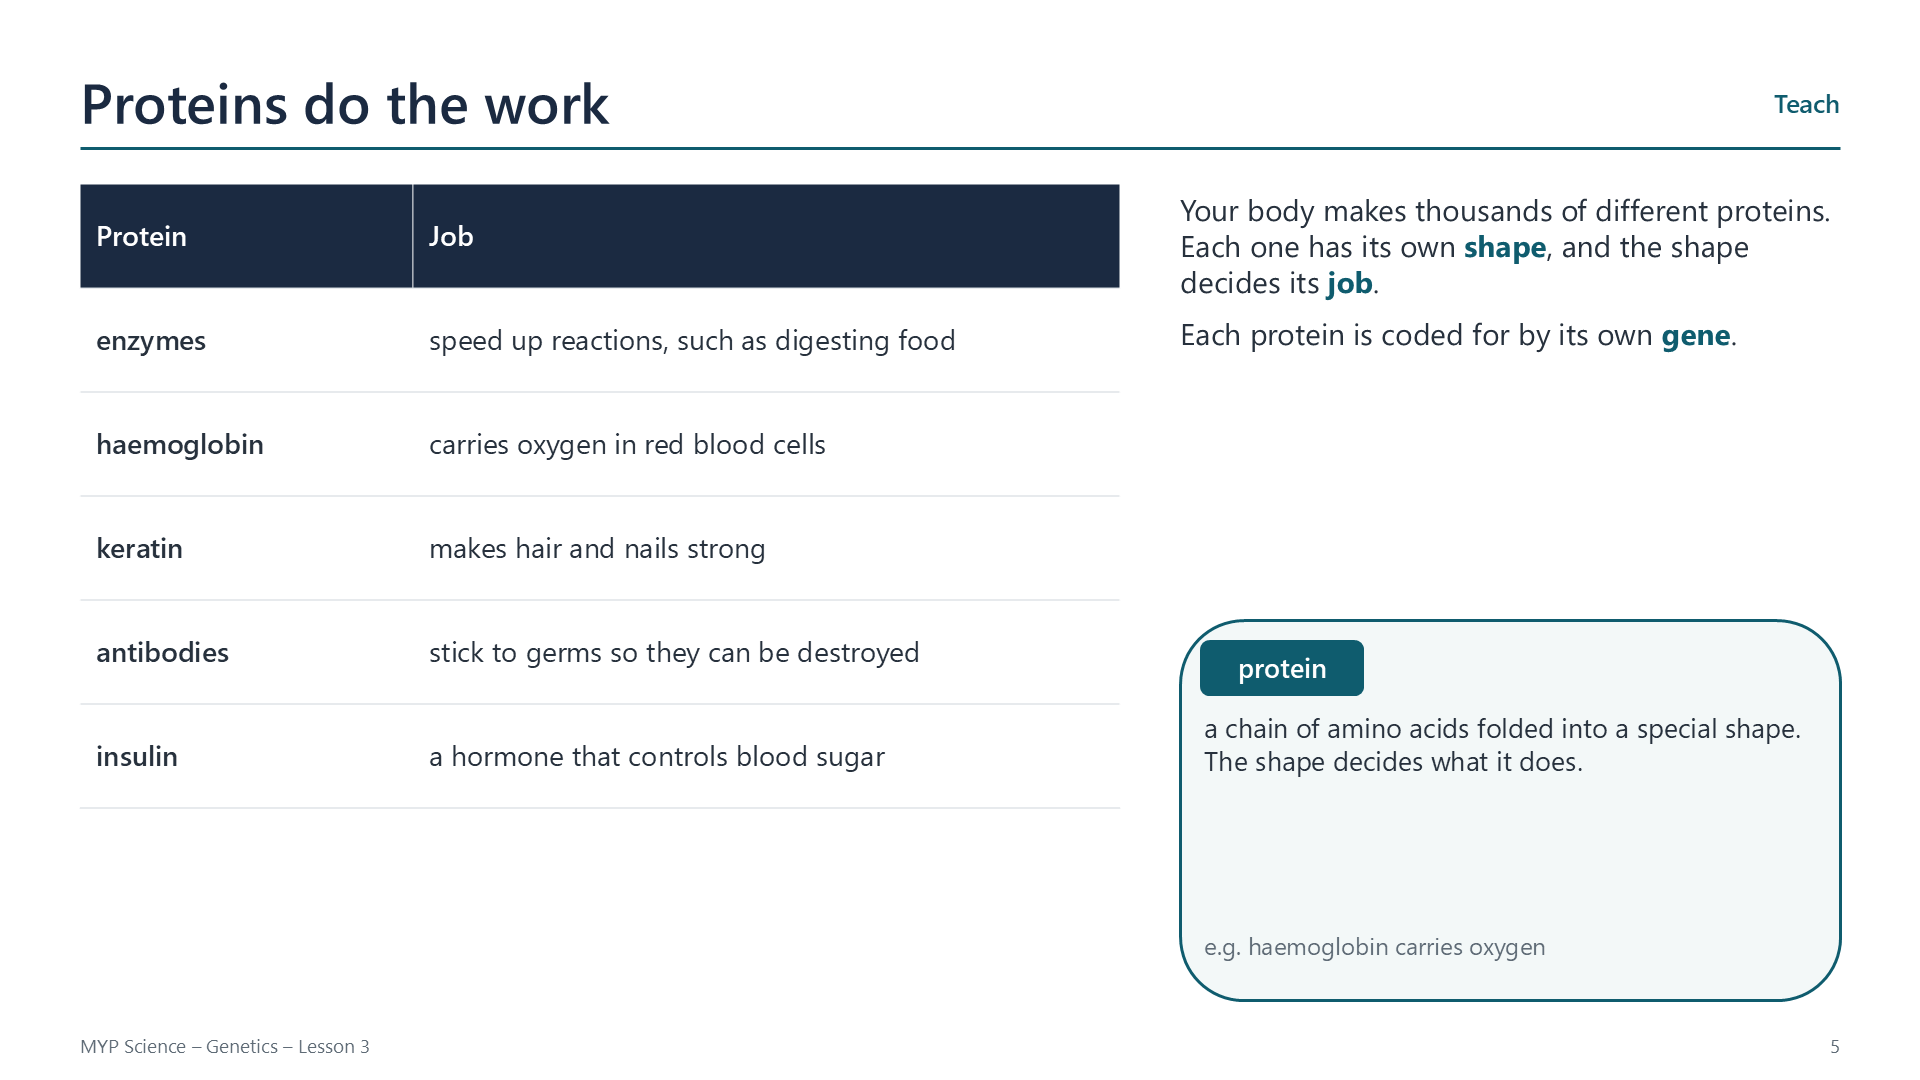 Proteins do the work
Teach
Protein Job
enzymes speed up reactions, such as digesting food
haemoglobin carries oxygen in red blood cells
keratin makes hair and nails strong
antibodies stick to germs so they can be destroyed
insulin a hormone that controls blood sugar
Your body makes thousands of different proteins.
Each one has its own shape, and the shape
decides its job.
Each protein is coded for by its own gene.
protein
a chain of amino acids folded into a special shape.
The shape decides what it does.
e.g. haemoglobin carries oxygen
MYP Science – Genetics – Lesson 3
5